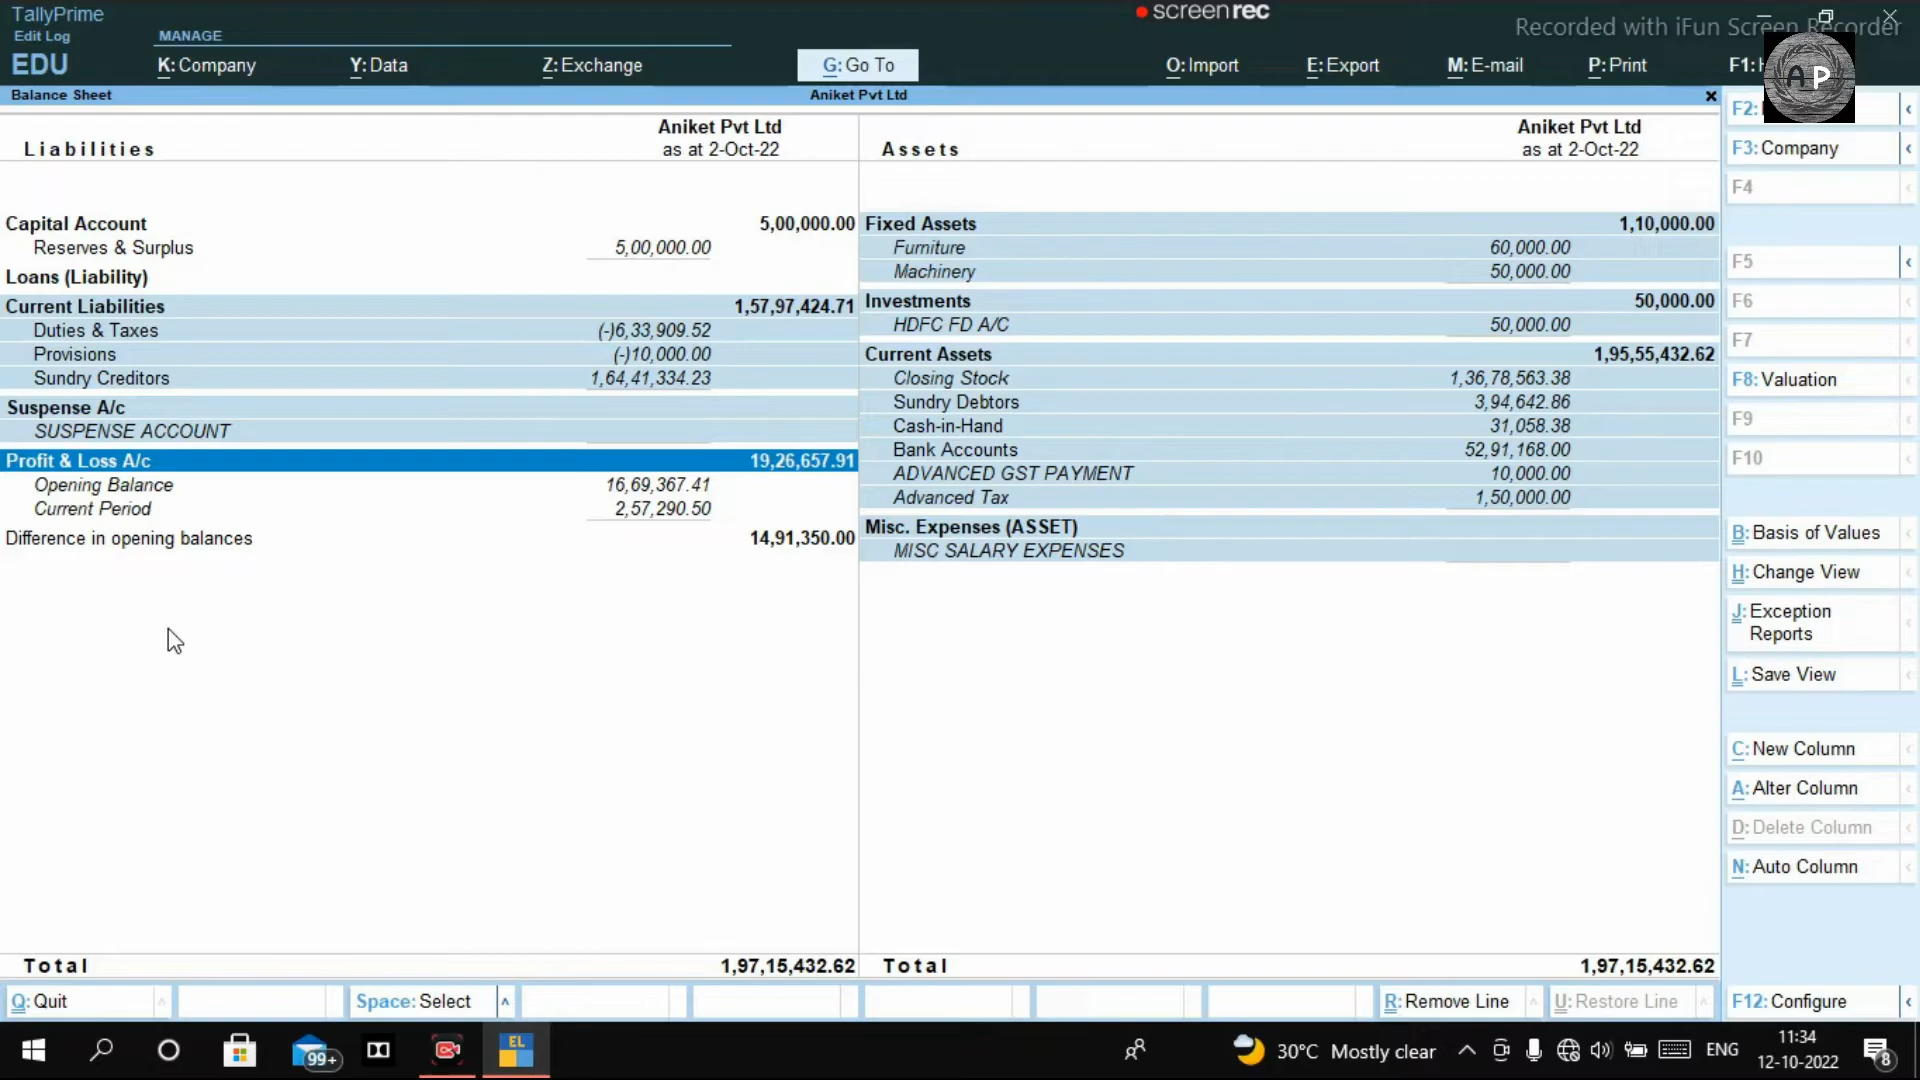 TallyPrime
Edit Log
EDU
MANAGE
screenrec
Recorded with iFun Screen Recorder
K: Company
Y: Data
Z: Exchange
G: Go To
O: Import
E: Export
M: E-mail
P: Print
F1:
AP
Balance Sheet
Aniket Pvt Ltd
Liabilities
Aniket Pvt Ltd
as at 2-Oct-22
Capital Account 5,00,000.00
Reserves & Surplus 5,00,000.00
Loans (Liability)
Current Liabilities 1,57,97,424.71
Duties & Taxes (-)6,33,909.52
Provisions (-)10,000.00
Sundry Creditors 1,64,41,334.23
Suspense A/c
SUSPENSE ACCOUNT
Profit & Loss A/c 19,26,657.91
Opening Balance 16,69,367.41
Current Period 2,57,290.50
Difference in opening balances 14,91,350.00
Total 1,97,15,432.62
Assets
Aniket Pvt Ltd
as at 2-Oct-22
Fixed Assets 1,10,000.00
Furniture 60,000.00
Machinery 50,000.00
Investments 50,000.00
HDFC FD A/C 50,000.00
Current Assets 1,95,55,432.62
Closing Stock 1,36,78,563.38
Sundry Debtors 3,94,642.86
Cash-in-Hand 31,058.38
Bank Accounts 52,91,168.00
ADVANCED GST PAYMENT 10,000.00
Advanced Tax 1,50,000.00
Misc. Expenses (ASSET)
MISC SALARY EXPENSES
Total 1,97,15,432.62
F2:
F3: Company
F4
F5
F6
F7
F8: Valuation
F9
F10
B: Basis of Values
H: Change View
J: Exception
Reports
L: Save View
C: New Column
A: Alter Column
D: Delete Column
N: Auto Column
Q: Quit
Space: Select
R: Remove Line
U: Restore Line
F12: Configure
99+
EL
30°C Mostly clear
ENG
11:34
12-10-2022
8